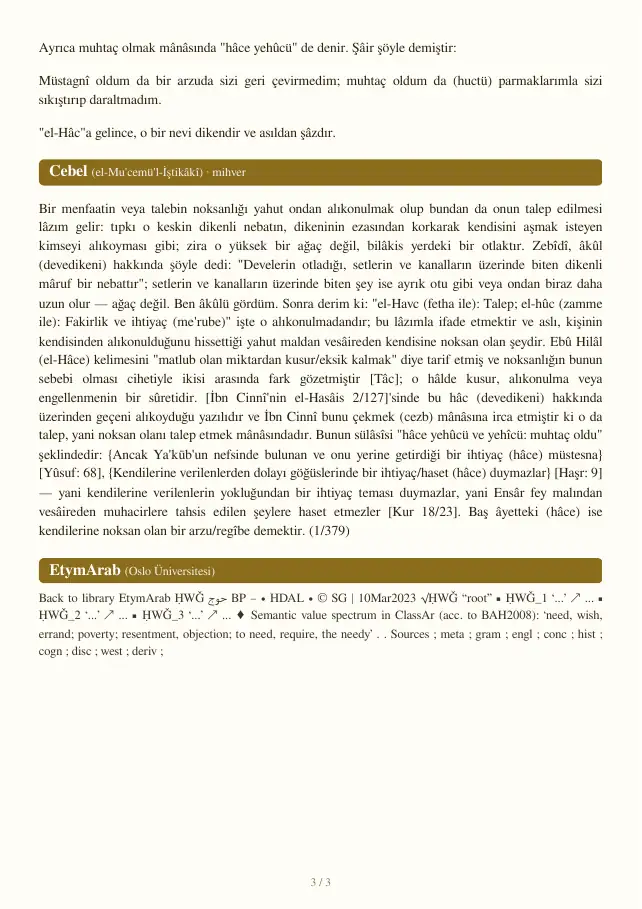 Ayrıca muhtaç olmak mânâsında "hâce yehûcü" de denir. Şâir şöyle demiştir:
Müstagnî oldum da bir arzuda sizi geri çevirmedim; muhtaç oldum da (huctü) parmaklarımla sizi
sıkıştırıp daraltmadım.
"el-Hâc"a gelince, o bir nevi dikendir ve asıldan şâzdır.
Cebel (el-Mu'cemü'l-İştikâkî) · mihver
Bir menfaatin veya talebin noksanlığı yahut ondan alıkonulmak olup bundan da onun talep edilmesi
lâzım gelir: tıpkı o keskin dikenli nebatın, dikeninin ezasından korkarak kendisini aşmak isteyen
kimseyi alıkoyması gibi; zira o yüksek bir ağaç değil, bilâkis yerdeki bir otlaktır. Zebîdî, âkûl
(devedikeni) hakkında şöyle dedi: "Develerin otladığı, setlerin ve kanalların üzerinde biten dikenli
mâruf bir nebattır"; setlerin ve kanalların üzerinde biten şey ise ayrık otu gibi veya ondan biraz daha
uzun olur — ağaç değil. Ben âkûlü gördüm. Sonra derim ki: "el-Havc (fetha ile): Talep; el-hûc (zamme
ile): Fakirlik ve ihtiyaç (me'rube)" işte o alıkonulmadandır; bu lâzımla ifade etmektir ve aslı, kişinin
kendisinden alıkonulduğunu hissettiği yahut maldan vesâireden kendisine noksan olan şeydir. Ebû Hilâl
(el-Hâce) kelimesini "matlub olan miktardan kusur/eksik kalmak" diye tarif etmiş ve noksanlığın bunun
sebebi olması cihetiyle ikisi arasında fark gözetmiştir [Tâc]; o hâlde kusur, alıkonulma veya
engellenmenin bir sûretidir. [İbn Cinnî'nin el-Hasâis 2/127]'sinde bu hâc (devedikeni) hakkında
üzerinden geçeni alıkoyduğu yazılıdır ve İbn Cinnî bunu çekmek (cezb) mânâsına irca etmiştir ki o da
talep, yani noksan olanı talep etmek mânâsındadır. Bunun sülâsîsi "hâce yehûcü ve yehîcü: muhtaç oldu"
şeklindedir: {Ancak Ya'kūb'un nefsinde bulunan ve onu yerine getirdiği bir ihtiyaç (hâce) müstesna}
[Yûsuf: 68], {Kendilerine verilenlerden dolayı göğüslerinde bir ihtiyaç/haset (hâce) duymazlar} [Haşr: 9]
— yani kendilerine verilenlerin yokluğundan bir ihtiyaç teması duymazlar, yani Ensâr fey malından
vesâireden muhacirlere tahsis edilen şeylere haset etmezler [Kur 18/23]. Baş âyetteki (hâce) ise
kendilerine noksan olan bir arzu/regîbe demektir. (1/379)
EtymArab (Oslo Üniversitesi)
Back to library EtymArab ḤWǦ حوج BP – • HDAL • © SG | 10Mar2023 √ḤWǦ “root” ▪ ḤWǦ_1 ‘...’ ↗ ... ▪
ḤWǦ_2 ‘...’ ↗ ... ▪ ḤWǦ_3 ‘...’ ↗ ... ♦ Semantic value spectrum in ClassAr (acc. to BAH2008): ‘need, wish,
errand; poverty; resentment, objection; to need, require, the needy’ . . Sources ; meta ; gram ; engl ; conc ; hist ;
cogn ; disc ; west ; deriv ;
3 / 3